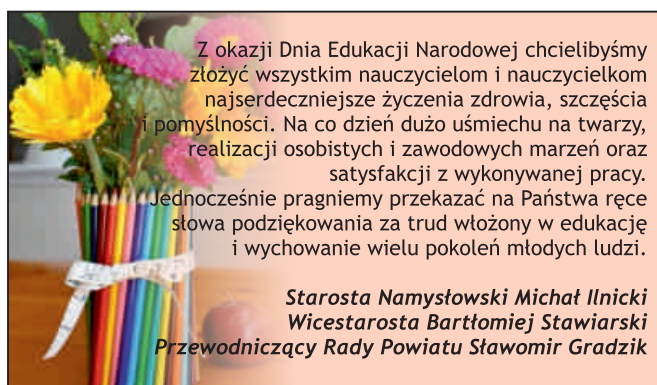 Z okazji Dnia Edukacji Narodowej chcielibyśmy
złożyć wszystkim nauczycielom i nauczycielkom
najserdeczniejsze życzenia zdrowia, szczęścia
i pomyślności. Na co dzień dużo uśmiechu na twarzy,
realizacji osobistych i zawodowych marzeń oraz
satysfakcji z wykonywanej pracy.
Jednocześnie pragniemy przekazać na Państwa ręce
słowa podziękowania za trud włożony w edukację
i wychowanie wielu pokoleń młodych ludzi.
Starosta Namysłowski Michał Ilnicki
Wicestarosta Bartłomiej Stawiarski
Przewodniczący Rady Powiatu Sławomir Gradzik